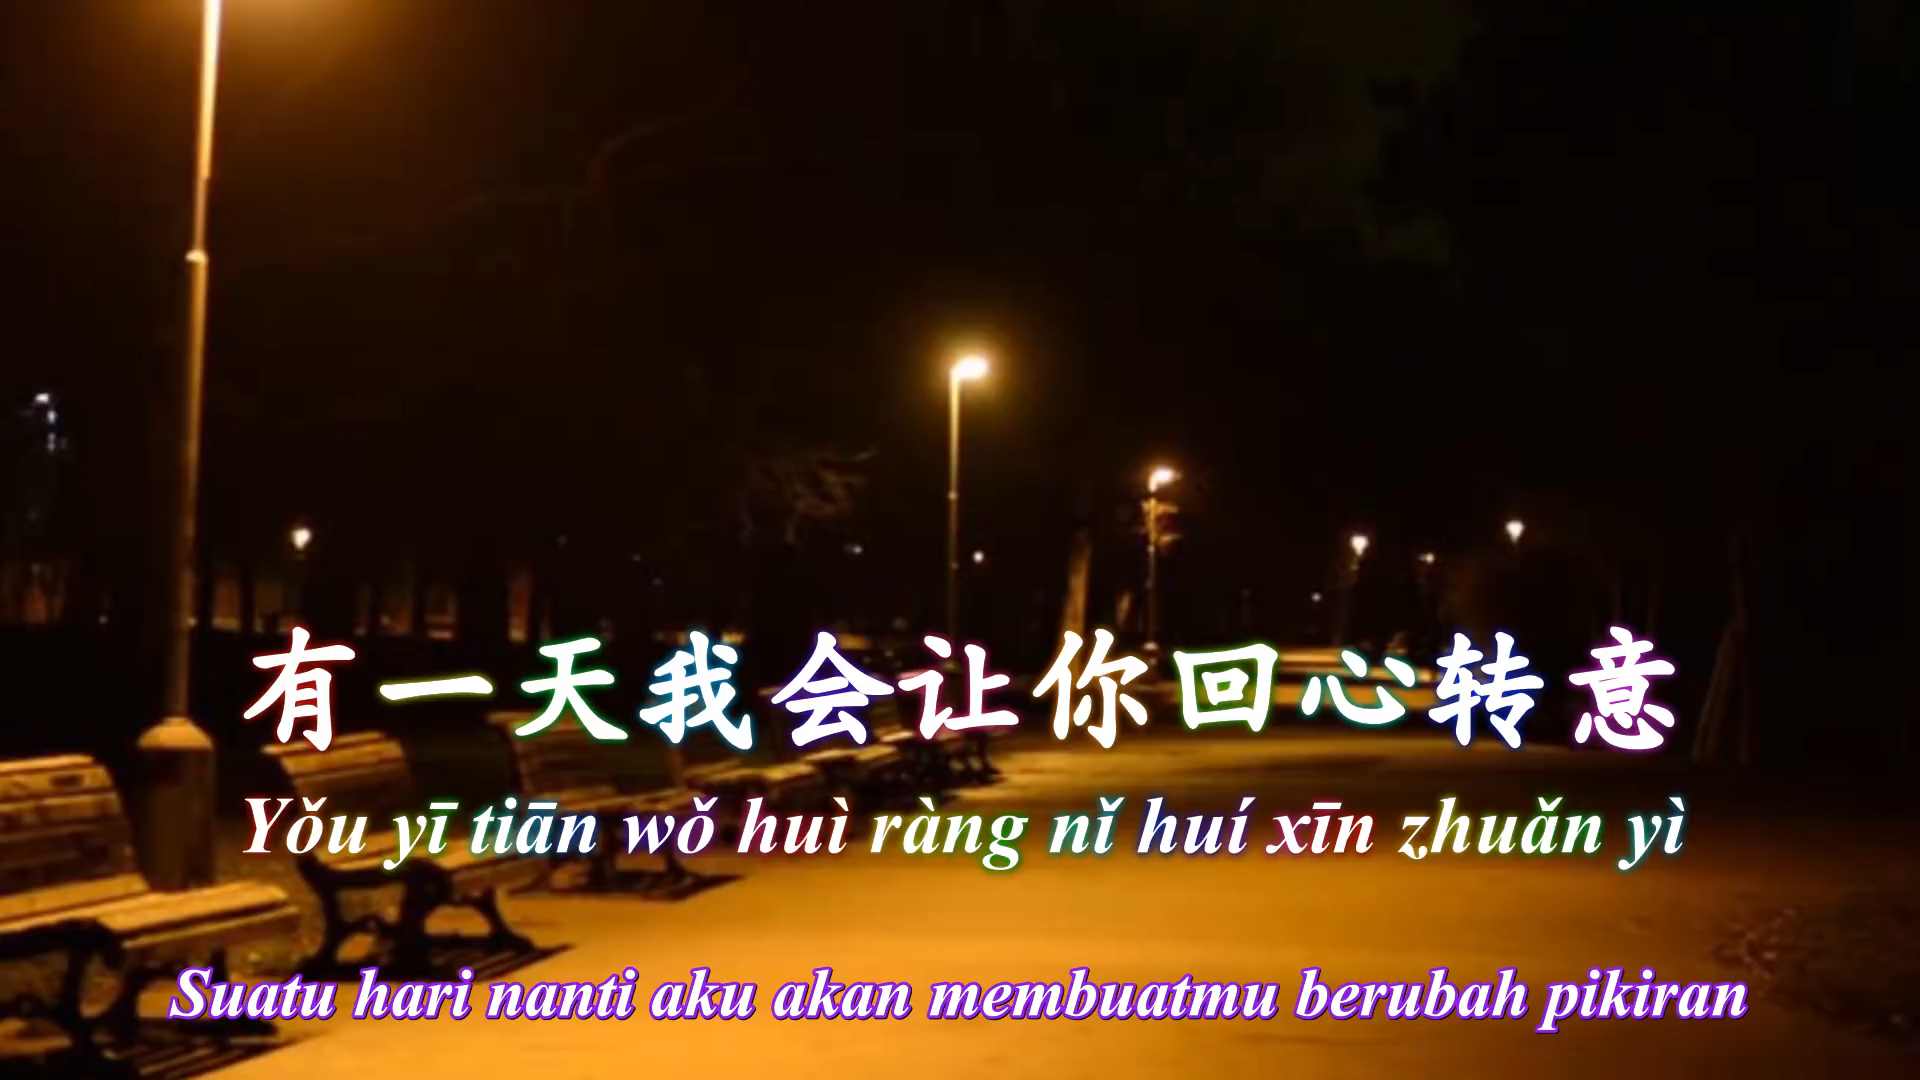 有一天我会让你回心转意
Yǒu yī tiān wǒ huì ràng nǐ huí xīn zhuǎn yì
Suatu hari nanti aku akan membuatmu berubah pikiran